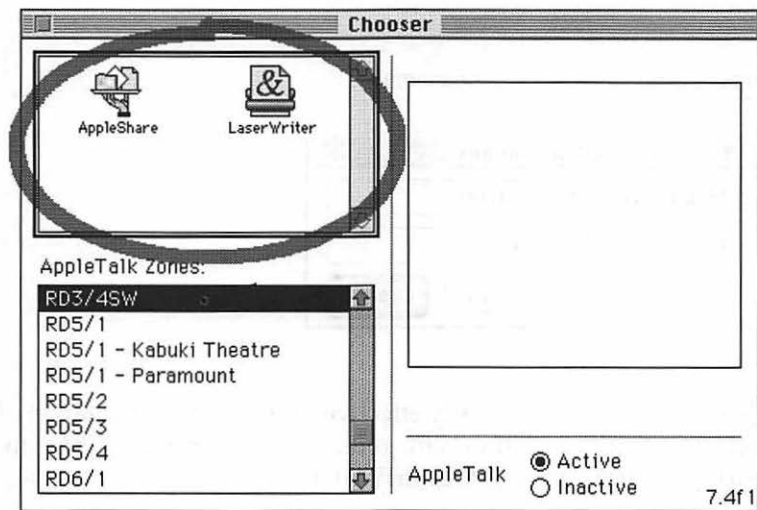 Chooser
AppleShare
LaserWriter
AppleTalk Zones:
RD3/4SW
RD5/1
RD5/1 - Kabuki Theatre
RD5/1 - Paramount
RD5/2
RD5/3
RD5/4
RD6/1
AppleTalk
Active
Inactive
7.4f1